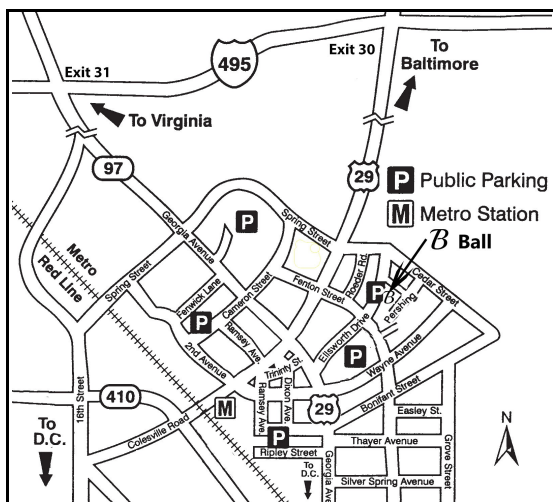 Exit 31
495
Exit 30
To
Baltimore
To Virginia
97
29
P Public Parking
M Metro Station
B Ball
Metro
Red Line
Georgia Avenue
P
Spring Street
Spring Street
Fenwick Lane
Cameron Street
Fenton Street
Roeder Rd.
P
B
Cedar Street
Pershing
P
Ramsey Ave.
2nd Avenue
Ellsworth Drive
P
Wayne Avenue
Trininty St.
Bonifant Street
16th Street
410
M
Ramsey Ave
Dixon Ave
29
Easley St.
N
To
D.C.
Colesville Road
P
Ripley Street
Thayer Avenue
Grove Street
To
D.C.
Georgia Ave
Silver Spring Avenue